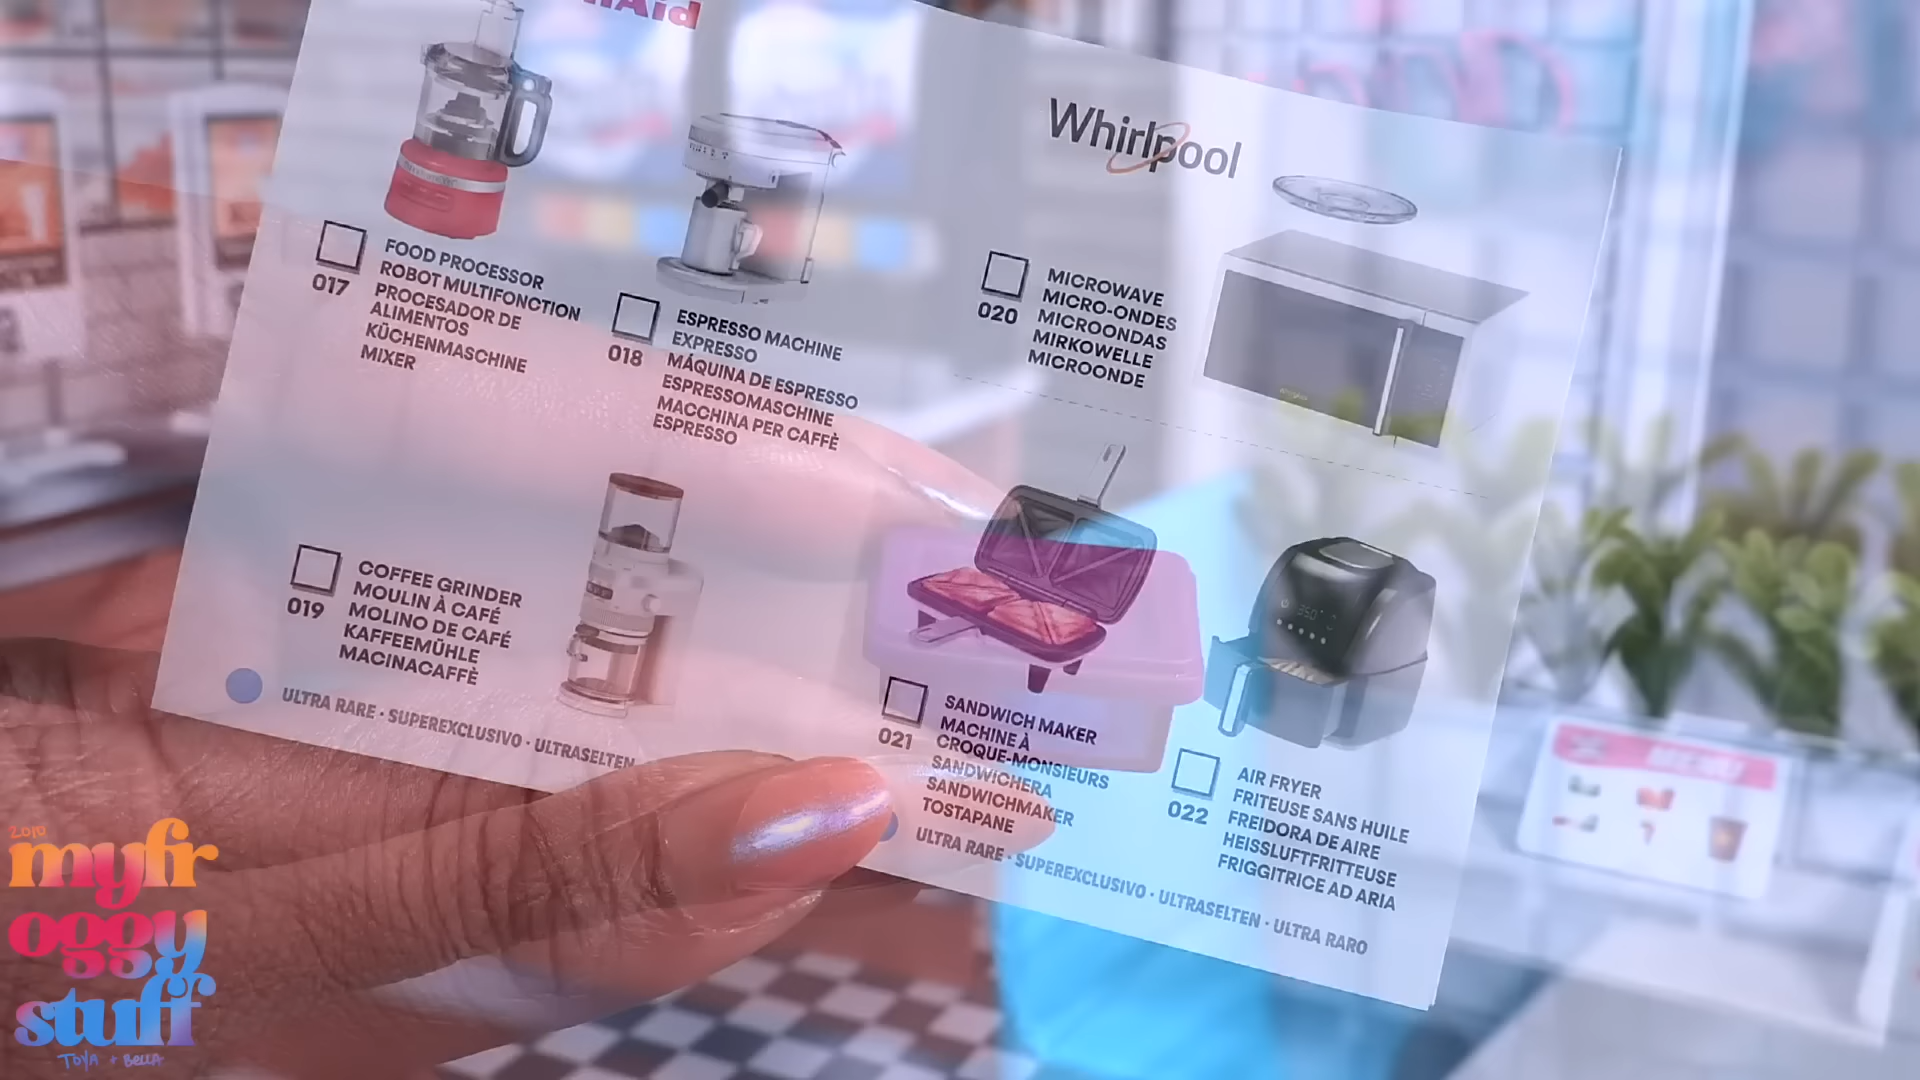 Whirlpool
017
FOOD PROCESSOR
ROBOT MULTIFONCTION
PROCESADOR DE
ALIMENTOS
KÜCHENMASCHINE
MIXER
018
ESPRESSO MACHINE
EXPRESSO
MÁQUINA DE ESPRESSO
ESPRESSOMASCHINE
MACCHINA PER CAFFÈ
ESPRESSO
020
MICROWAVE
MICRO-ONDES
MICROONDAS
MIRKOWELLE
MICROONDE
019
COFFEE GRINDER
MOULIN À CAFÉ
MOLINO DE CAFÉ
KAFFEEMÜHLE
MACINACAFFÈ
ULTRA RARE · SUPEREXCLUSIVO · ULTRASELTEN
021
SANDWICH MAKER
MACHINE À
CROQUE-MONSIEURS
SANDWICHERA
SANDWICHMAKER
TOSTAPANE
022
AIR FRYER
FRITEUSE SANS HUILE
FREIDORA DE AIRE
HEISSLUFTFRITTEUSE
FRIGGITRICE AD ARIA
ULTRA RARE · SUPEREXCLUSIVO · ULTRASELTEN · ULTRA RARO
2010
myfr
oggy
stuff
TOYA + BELLA